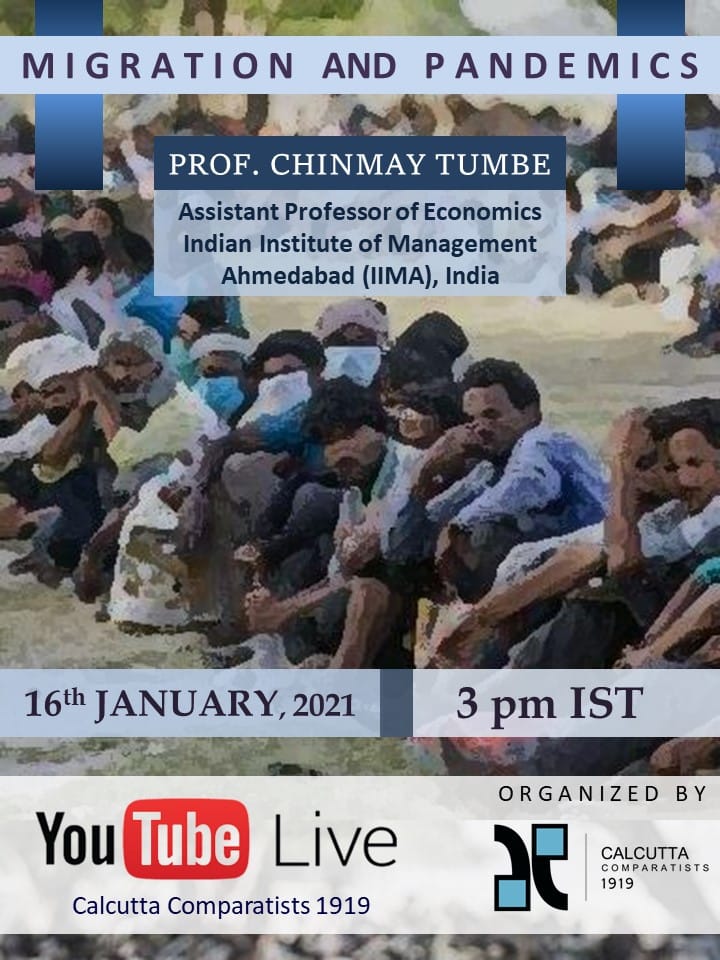 MIGRATION AND PANDEMICS
PROF. CHINMAY TUMBE
Assistant Professor of Economics
Indian Institute of Management
Ahmedabad (IIMA), India
16th JANUARY, 2021
3 pm IST
ORGANIZED BY
YouTube Live
Calcutta Comparatists 1919
CALCUTTA
COMPARATISTS
1919